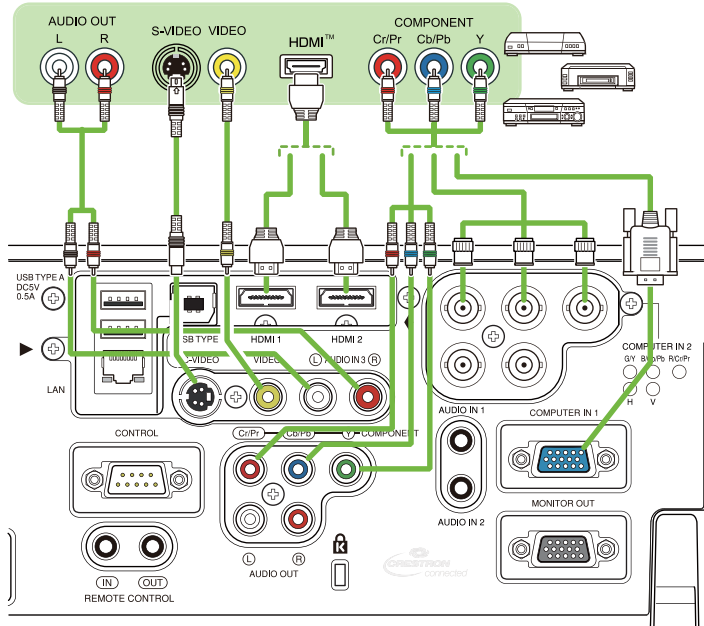 AUDIO OUT
L R
S-VIDEO
VIDEO
HDMI™
COMPONENT
Cr/Pr Cb/Pb Y
USB TYPE A
DC5V
0.5A
LAN
USB TYPE
HDMI 1
HDMI 2
S-VIDEO
VIDEO
L AUDIO IN 3 R
COMPUTER IN 2
G/Y B/Cb/Pb R/Cr/Pr
H V
AUDIO IN 1
COMPUTER IN 1
CONTROL
Cr/Pr Cb/Pb Y COMPONENT
AUDIO IN 2
MONITOR OUT
L R
AUDIO OUT
K
IN OUT
REMOTE CONTROL
CRESTRON
connected